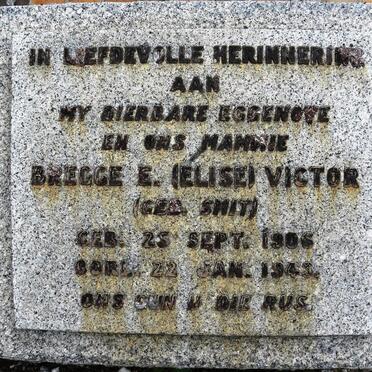 IN LIEFDEVOLLE HERINNERING
AAN
MY DIERBARE EGGENOTE
EN ONS MAMMIE
BREGGE E. (ELISE) VICTOR
(GEB. SMIT)
GEB. 25 SEPT. 1906
OORL. 22 JAN. 1943.
ONS GUN U DIE RUS.